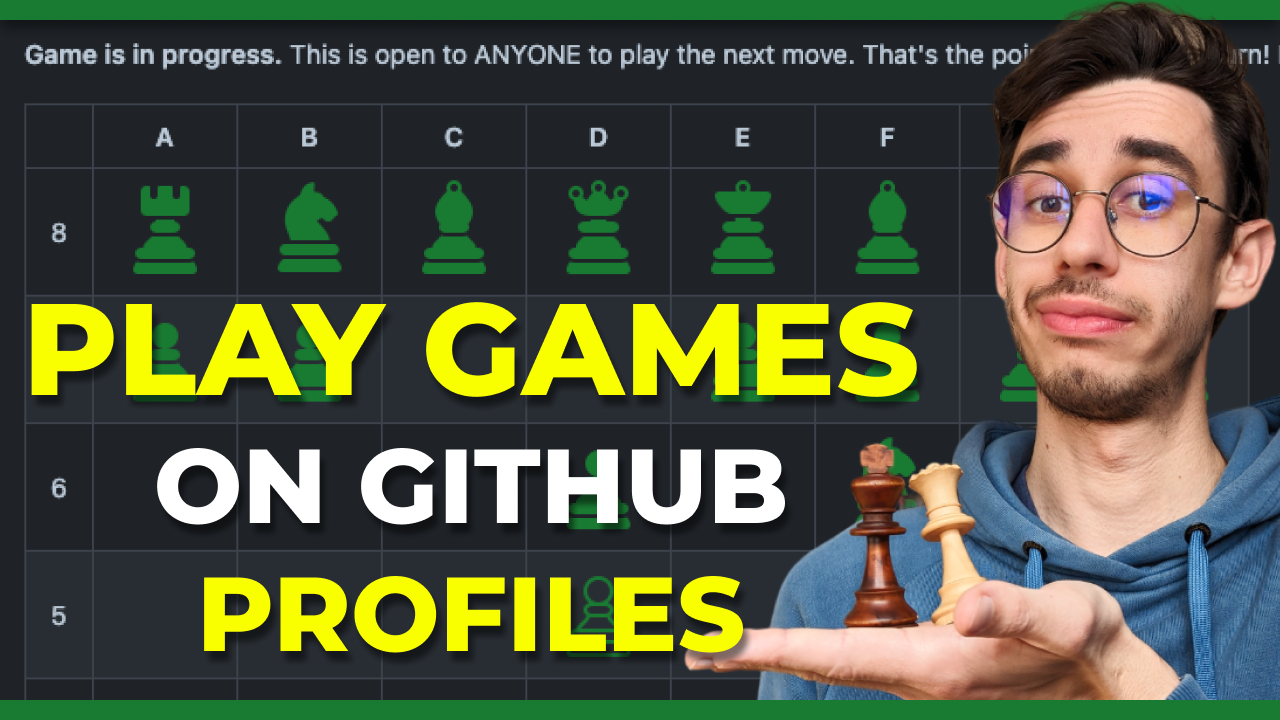 Game is in progress. This is open to ANYONE to play the next move. That's the poi urn!
A B C D E F
8
PLAY GAMES
6
ON GITHUB
5
PROFILES